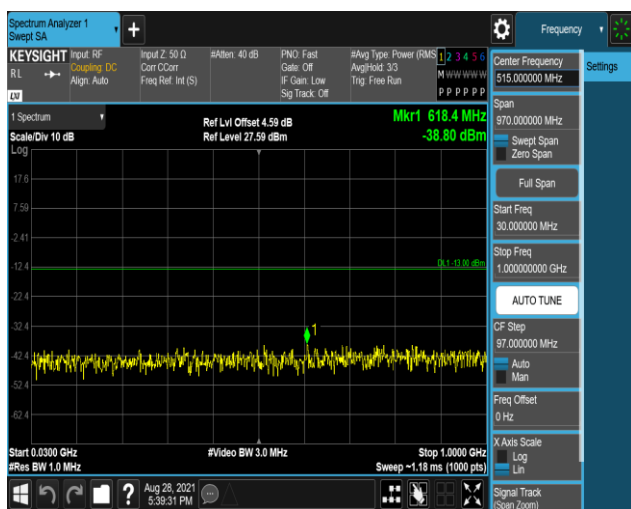 Spectrum Analyzer 1
Swept SA
Frequency
KEYSIGHT
RL
Input: RF
Coupling: DC
Align: Auto
Input Z: 50 Ω
Corr CCorr
Freq Ref: Int (S)
#Atten: 40 dB
PNO: Fast
Gate: Off
IF Gain: Low
Sig Track: Off
#Avg Type: Power (RMS
Avg|Hold: 3/3
Trig: Free Run
1 2 3 4 5 6
M W W W W W
P P P P P P
Settings
Center Frequency
515.000000 MHz
Span
970.000000 MHz
Swept Span
Zero Span
Full Span
Start Freq
30.000000 MHz
Stop Freq
1.000000000 GHz
AUTO TUNE
CF Step
97.000000 MHz
Auto
Man
Freq Offset
0 Hz
X Axis Scale
Log
Lin
Signal Track
(Span Zoom)
1 Spectrum
Scale/Div 10 dB
Log
Ref Lvl Offset 4.59 dB
Ref Level 27.59 dBm
Mkr1 618.4 MHz
-38.80 dBm
17.6
7.59
-2.41
-12.4
DL1 -13.00 dBm
-22.4
-32.4
1
-42.4
-52.4
-62.4
Start 0.0300 GHz
#Res BW 1.0 MHz
#Video BW 3.0 MHz
Stop 1.0000 GHz
Sweep ~1.18 ms (1000 pts)
?
Aug 28, 2021
5:39:31 PM